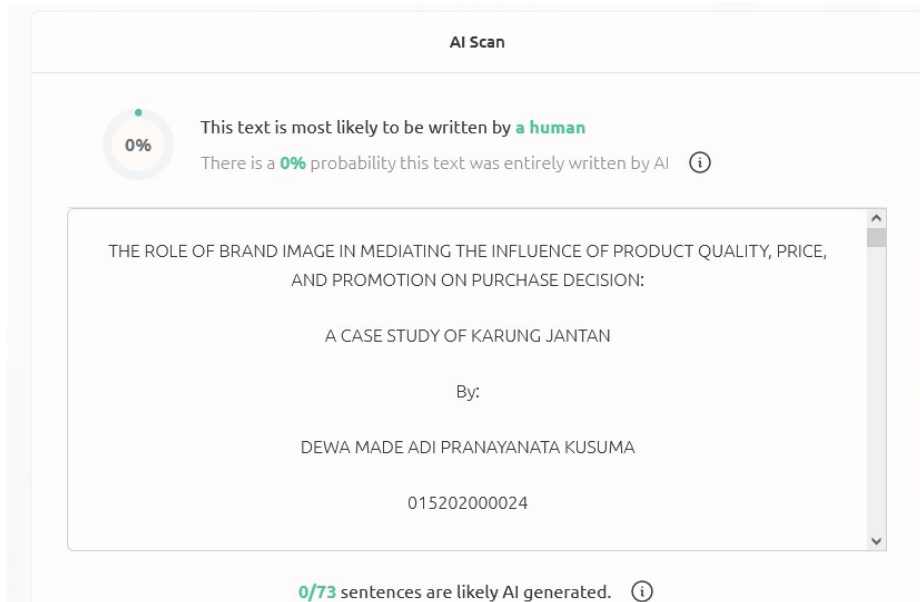 AI Scan
0%
This text is most likely to be written by a human
There is a 0% probability this text was entirely written by AI
THE ROLE OF BRAND IMAGE IN MEDIATING THE INFLUENCE OF PRODUCT QUALITY, PRICE,
AND PROMOTION ON PURCHASE DECISION:
A CASE STUDY OF KARUNG JANTAN
By:
DEWA MADE ADI PRANAYANATA KUSUMA
015202000024
0/73 sentences are likely AI generated.